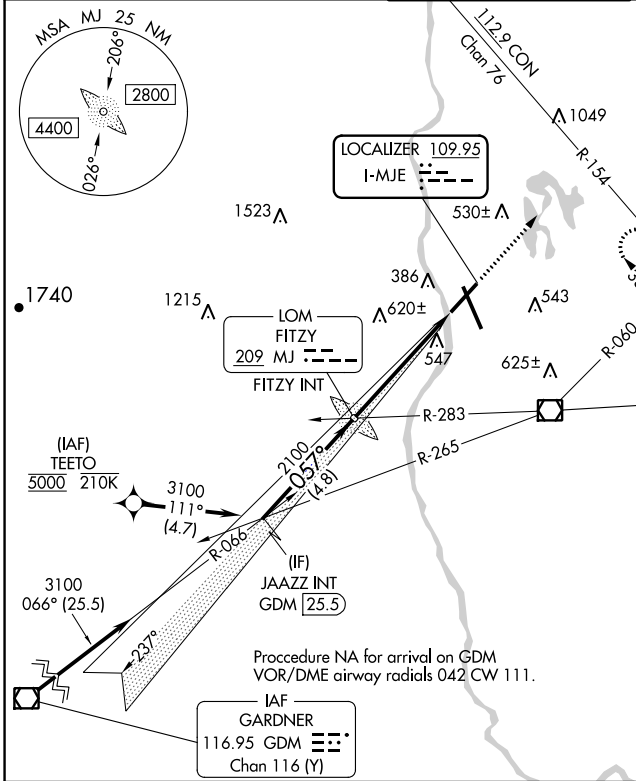 MSA MJ 25 NM
206°
2800
4400
026°
112.9 CON
Chan 76
1049
R-154
LOCALIZER 109.95
I-MJE
1523
530±
1740
386
1215
620±
543
547
LOM
FITZY
209 MJ
FITZY INT
625±
R-060
R-283
R-265
(IAF)
TEETO
5000 210K
2100
057°
(4.8)
3100
111°
(4.7)
R-066
(IF)
JAAZZ INT
GDM 25.5
3100
066° (25.5)
237°
Proccedure NA for arrival on GDM
VOR/DME airway radials 042 CW 111.
IAF
GARDNER
116.95 GDM
Chan 116 (Y)